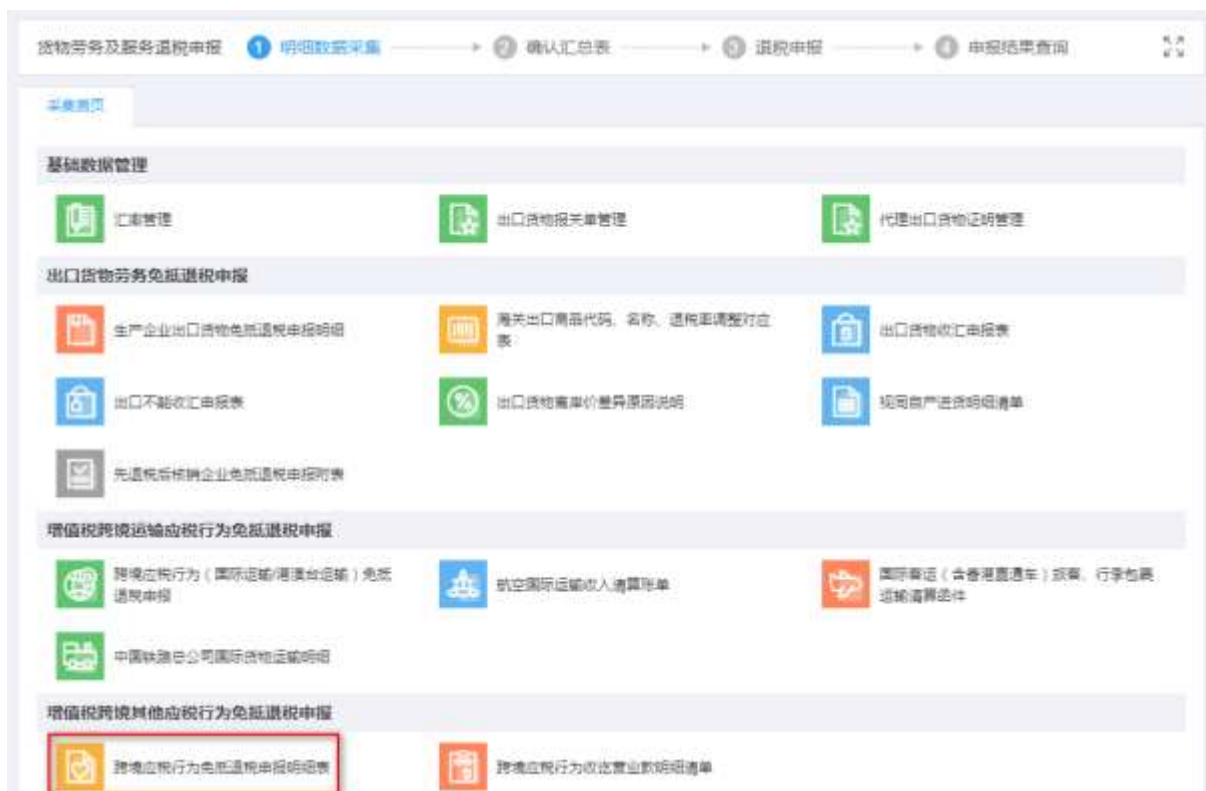 货物劳务及服务退税申报 1 明细数据采集 2 确认汇总表 3 退税申报 4 申报结果查询
采集首页
基础数据管理
汇率管理 出口货物报关单管理 代理出口货物证明管理
出口货物劳务免抵退税申报
生产企业出口货物免抵退税申报明细 海关出口商品代码、名称、退税率调整对应
表
出口货物收汇申报表
出口不能收汇申报表 出口货物离岸价差异原因说明 视同自产进货明细清单
先退税后核销企业免抵退税申报附表
增值税跨境运输应税行为免抵退税申报
跨境应税行为(国际运输/港澳台运输)免抵
退税申报
航空国际运输收入清算账单
国际客运(含香港直通车)旅客、行李包裹
运输清算函件
中国铁路总公司国际货物运输明细
增值税跨境其他应税行为免抵退税申报
跨境应税行为免抵退税申报明细表 跨境应税行为收讫营业款明细清单